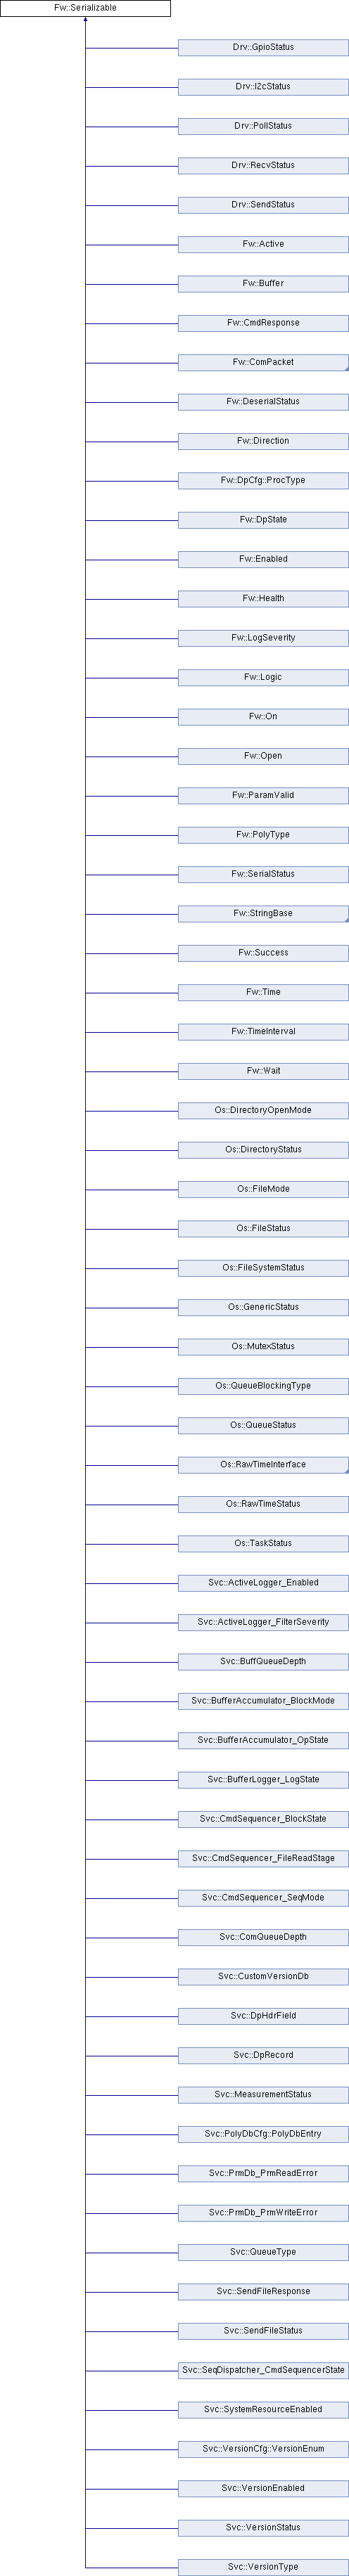 Fw::Serializable
Drv::GpioStatus
Drv::I2cStatus
Drv::PollStatus
Drv::RecvStatus
Drv::SendStatus
Fw::Active
Fw::Buffer
Fw::CmdResponse
Fw::ComPacket
Fw::DeserialStatus
Fw::Direction
Fw::DpCfg::ProcType
Fw::DpState
Fw::Enabled
Fw::Health
Fw::LogSeverity
Fw::Logic
Fw::On
Fw::Open
Fw::ParamValid
Fw::PolyType
Fw::SerialStatus
Fw::StringBase
Fw::Success
Fw::Time
Fw::TimeInterval
Fw::Wait
Os::DirectoryOpenMode
Os::DirectoryStatus
Os::FileMode
Os::FileStatus
Os::FileSystemStatus
Os::GenericStatus
Os::MutexStatus
Os::QueueBlockingType
Os::QueueStatus
Os::RawTimeInterface
Os::RawTimeStatus
Os::TaskStatus
Svc::ActiveLogger_Enabled
Svc::ActiveLogger_FilterSeverity
Svc::BuffQueueDepth
Svc::BufferAccumulator_BlockMode
Svc::BufferAccumulator_OpState
Svc::BufferLogger_LogState
Svc::CmdSequencer_BlockState
Svc::CmdSequencer_FileReadStage
Svc::CmdSequencer_SeqMode
Svc::ComQueueDepth
Svc::CustomVersionDb
Svc::DpHdrField
Svc::DpRecord
Svc::MeasurementStatus
Svc::PolyDbCfg::PolyDbEntry
Svc::PrmDb_PrmReadError
Svc::PrmDb_PrmWriteError
Svc::QueueType
Svc::SendFileResponse
Svc::SendFileStatus
Svc::SeqDispatcher_CmdSequencerState
Svc::SystemResourceEnabled
Svc::VersionCfg::VersionEnum
Svc::VersionEnabled
Svc::VersionStatus
Svc::VersionType